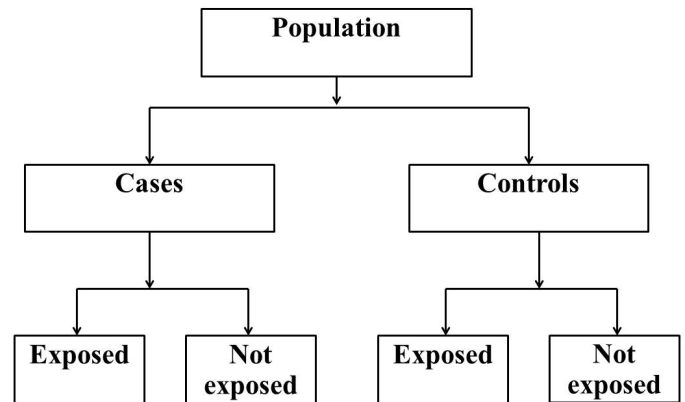 Population
Cases
Controls
Exposed
Not
exposed
Exposed
Not
exposed